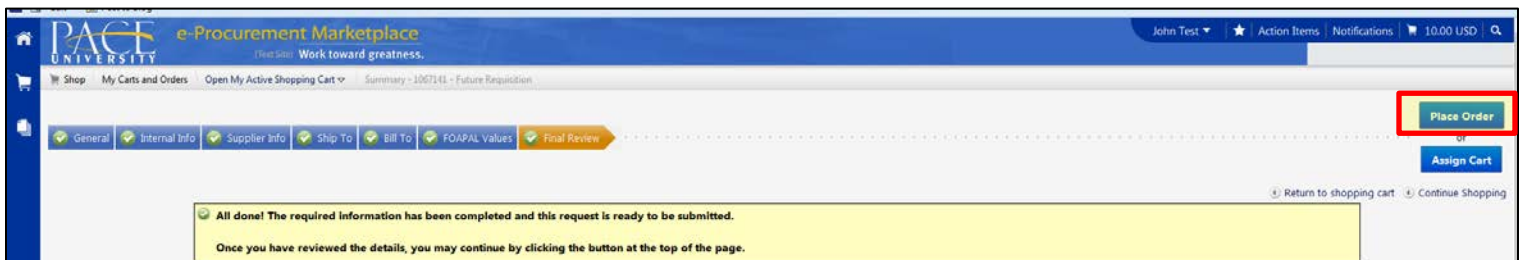 PACE
UNIVERSITY
e-Procurement Marketplace
(Test Site) Work toward greatness.
John Test Action Items Notifications 10.00 USD
Shop My Carts and Orders Open My Active Shopping Cart Summary - 1067141 - Future Requisition
Place Order
General Internal Info Supplier Info Ship To Bill To FOAPAL Values Final Review
or
Assign Cart
Return to shopping cart Continue Shopping
All done! The required information has been completed and this request is ready to be submitted.
Once you have reviewed the details, you may continue by clicking the button at the top of the page.